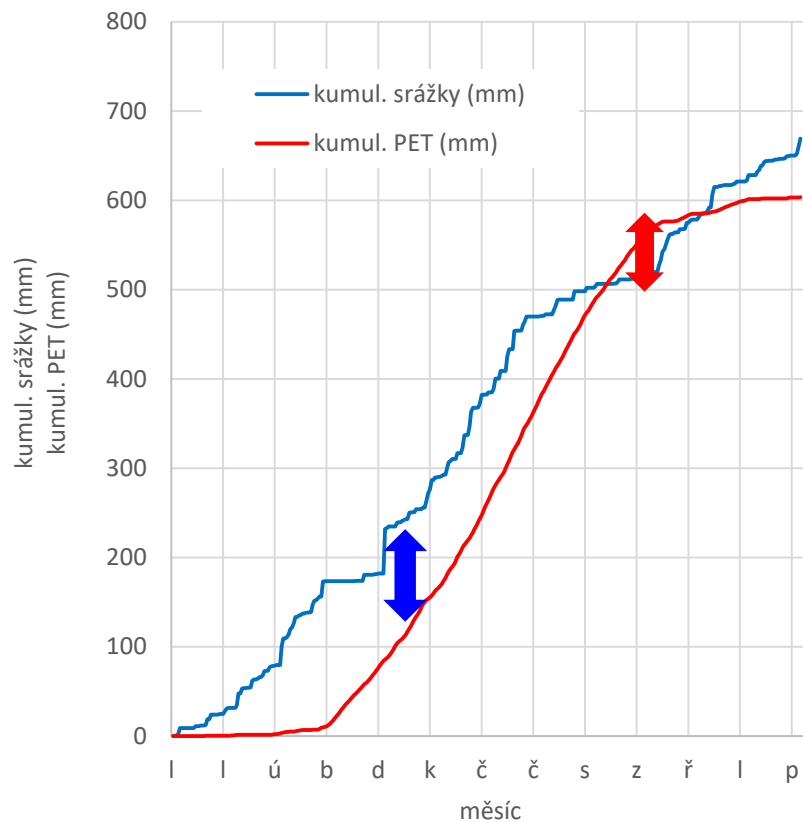 800
700
600
500
400
300
200
100
0
kumul. srážky (mm)
kumul. PET (mm)
kumul. srážky (mm)
kumul. PET (mm)
l l ú b d k č č s z ř l p
měsíc